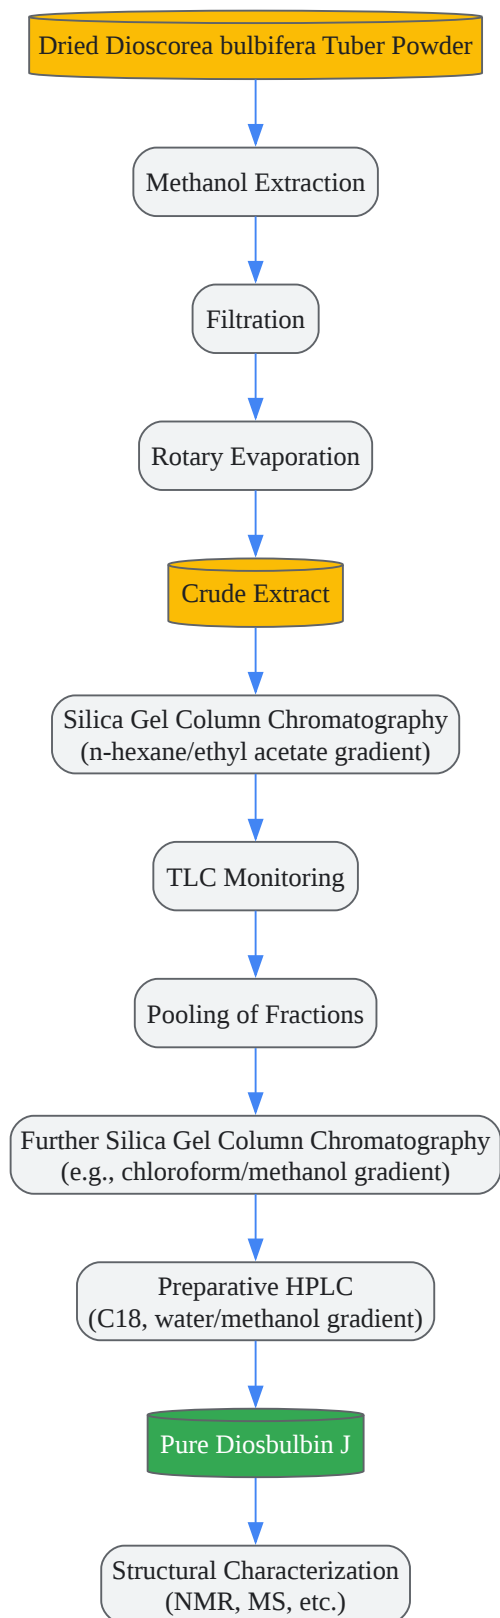 Dried Dioscorea bulbifera Tuber Powder
Methanol Extraction
Filtration
Rotary Evaporation
Crude Extract
Silica Gel Column Chromatography
(n-hexane/ethyl acetate gradient)
TLC Monitoring
Pooling of Fractions
Further Silica Gel Column Chromatography
(e.g., chloroform/methanol gradient)
Preparative HPLC
(C18, water/methanol gradient)
Pure Diosbulbin J
Structural Characterization
(NMR, MS, etc.)